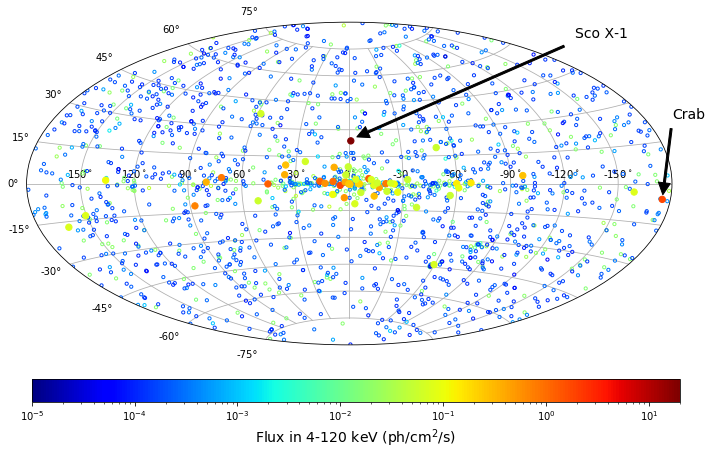 75°
60°
Sco X-1
45°
30°
Crab
15°
150° 120° 90° 60° 30° 0° -30° -60° -90° -120° -150°
0°
-15°
-30°
-45°
-60°
-75°
10⁻⁵ 10⁻⁴ 10⁻³ 10⁻² 10⁻¹ 10⁰ 10¹
Flux in 4-120 keV (ph/cm²/s)